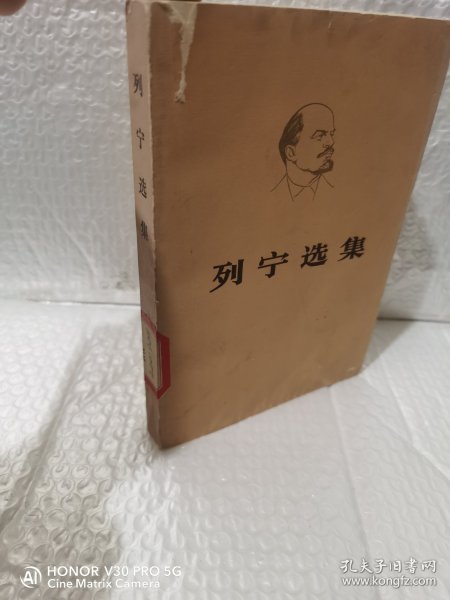 列宁选集
列宁选集
HONOR V30 PRO 5G
Cine Matrix Camera
孔夫子旧书网
www.kongfz.com